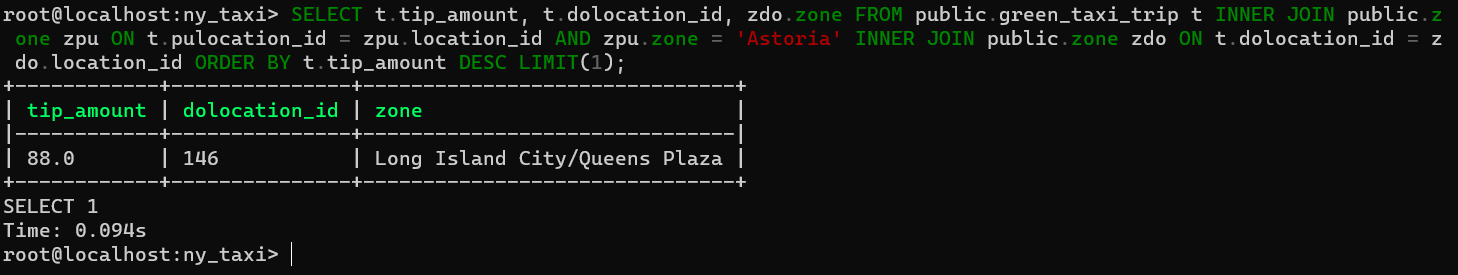 root@localhost:ny_taxi> SELECT t.tip_amount, t.dolocation_id, zdo.zone FROM public.green_taxi_trip t INNER JOIN public.z
one zpu ON t.pulocation_id = zpu.location_id AND zpu.zone = 'Astoria' INNER JOIN public.zone zdo ON t.dolocation_id = z
do.location_id ORDER BY t.tip_amount DESC LIMIT(1);
+------------+---------------+-------------------------------+
| tip_amount | dolocation_id | zone                          |
|------------+---------------+-------------------------------|
| 88.0       | 146           | Long Island City/Queens Plaza |
+------------+---------------+-------------------------------+
SELECT 1
Time: 0.094s
root@localhost:ny_taxi>